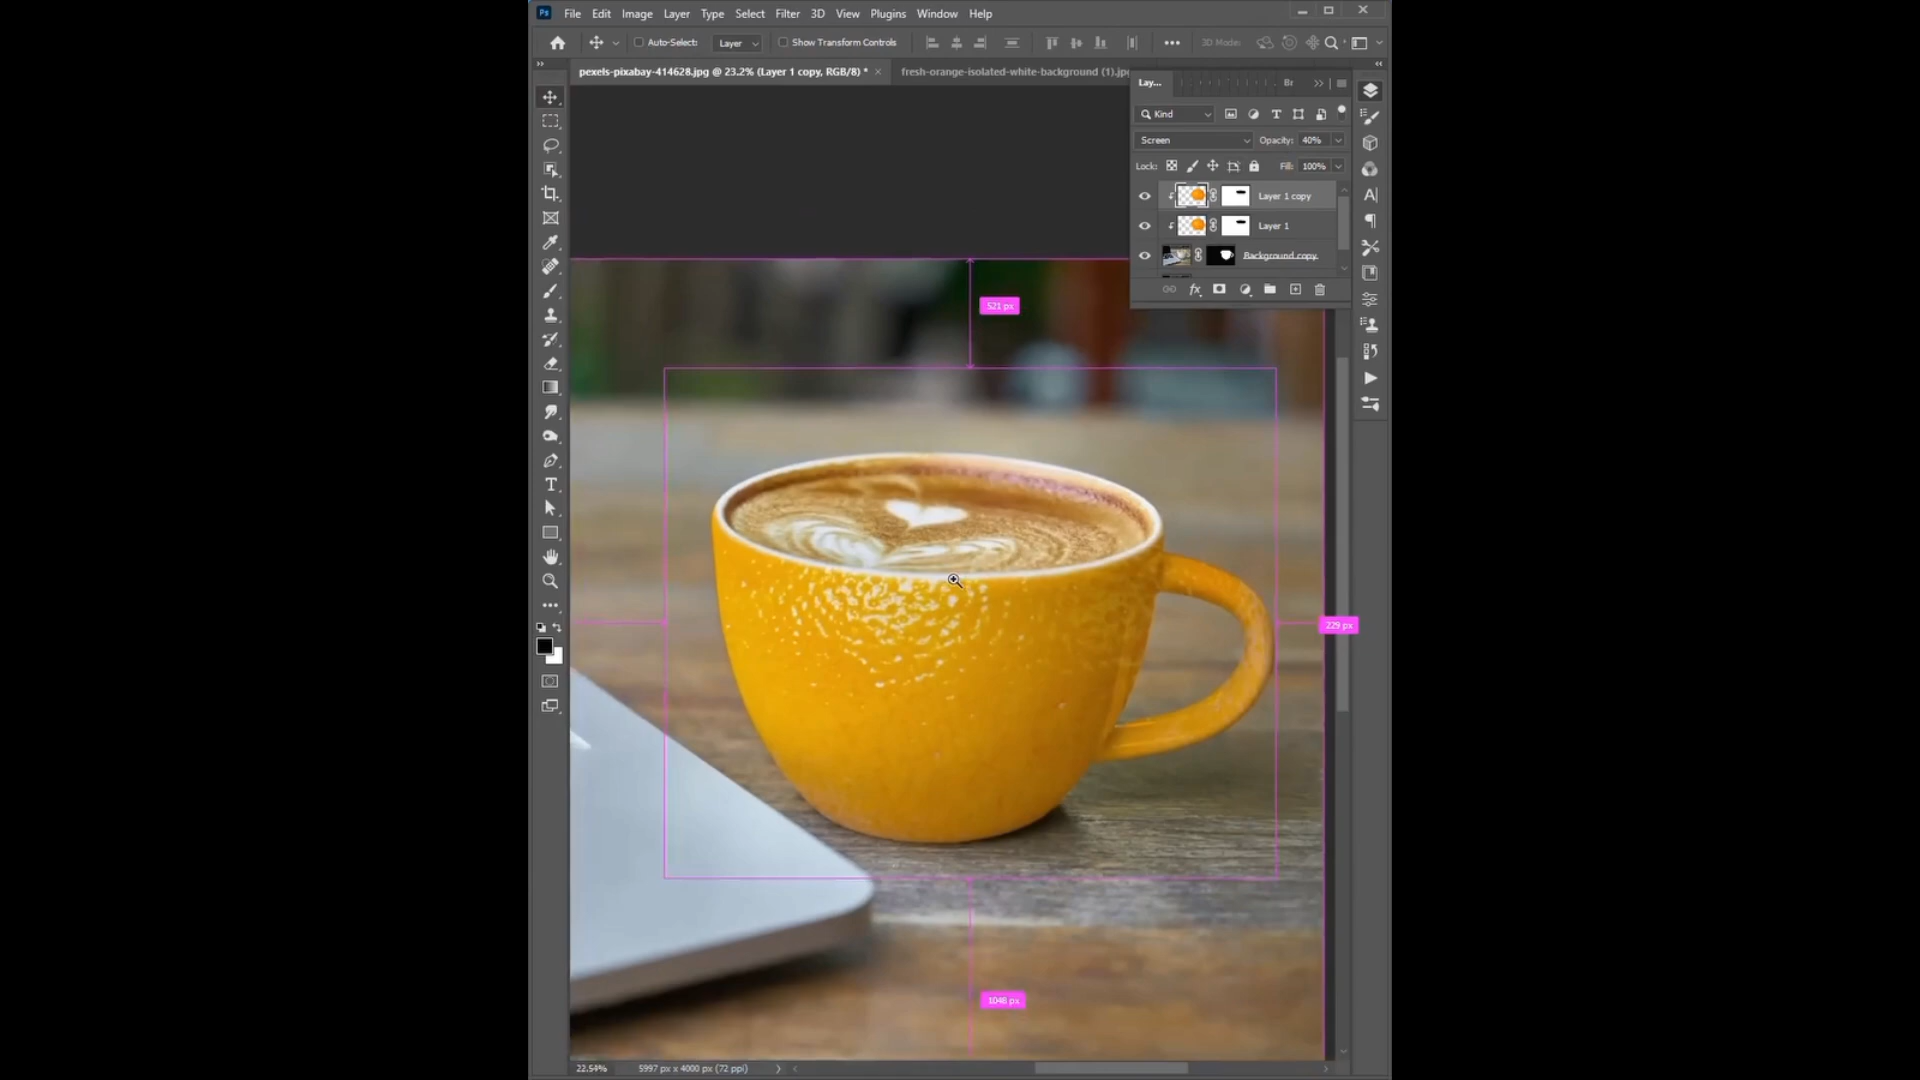 Ps File Edit Image Layer Type Select Filter 3D View Plugins Window Help
Auto-Select: Layer Show Transform Controls 3D Mode:
pexels-pixabay-414628.jpg @ 23.2% (Layer 1 copy, RGB/8) * × fresh-orange-isolated-white-background (1).jpg
Lay... Br
Kind
Screen Opacity: 40%
Lock: Fill: 100%
Layer 1 copy
Layer 1
Background copy
521 px
229 px
1048 px
22.54% 5997 px x 4000 px (72 ppi)